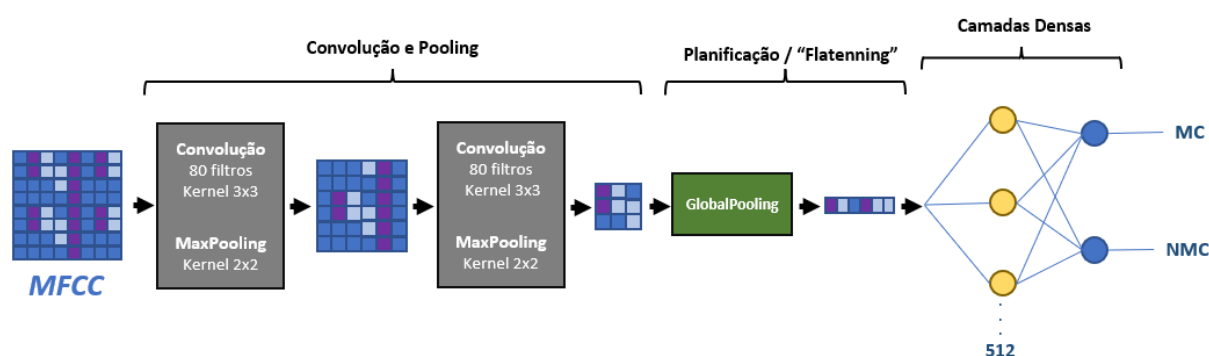 Convolução e Pooling
Planificação / “Flatenning”
Camadas Densas
MFCC
Convolução
80 filtros
Kernel 3x3
MaxPooling
Kernel 2x2
Convolução
80 filtros
Kernel 3x3
MaxPooling
Kernel 2x2
GlobalPooling
MC
NMC
512